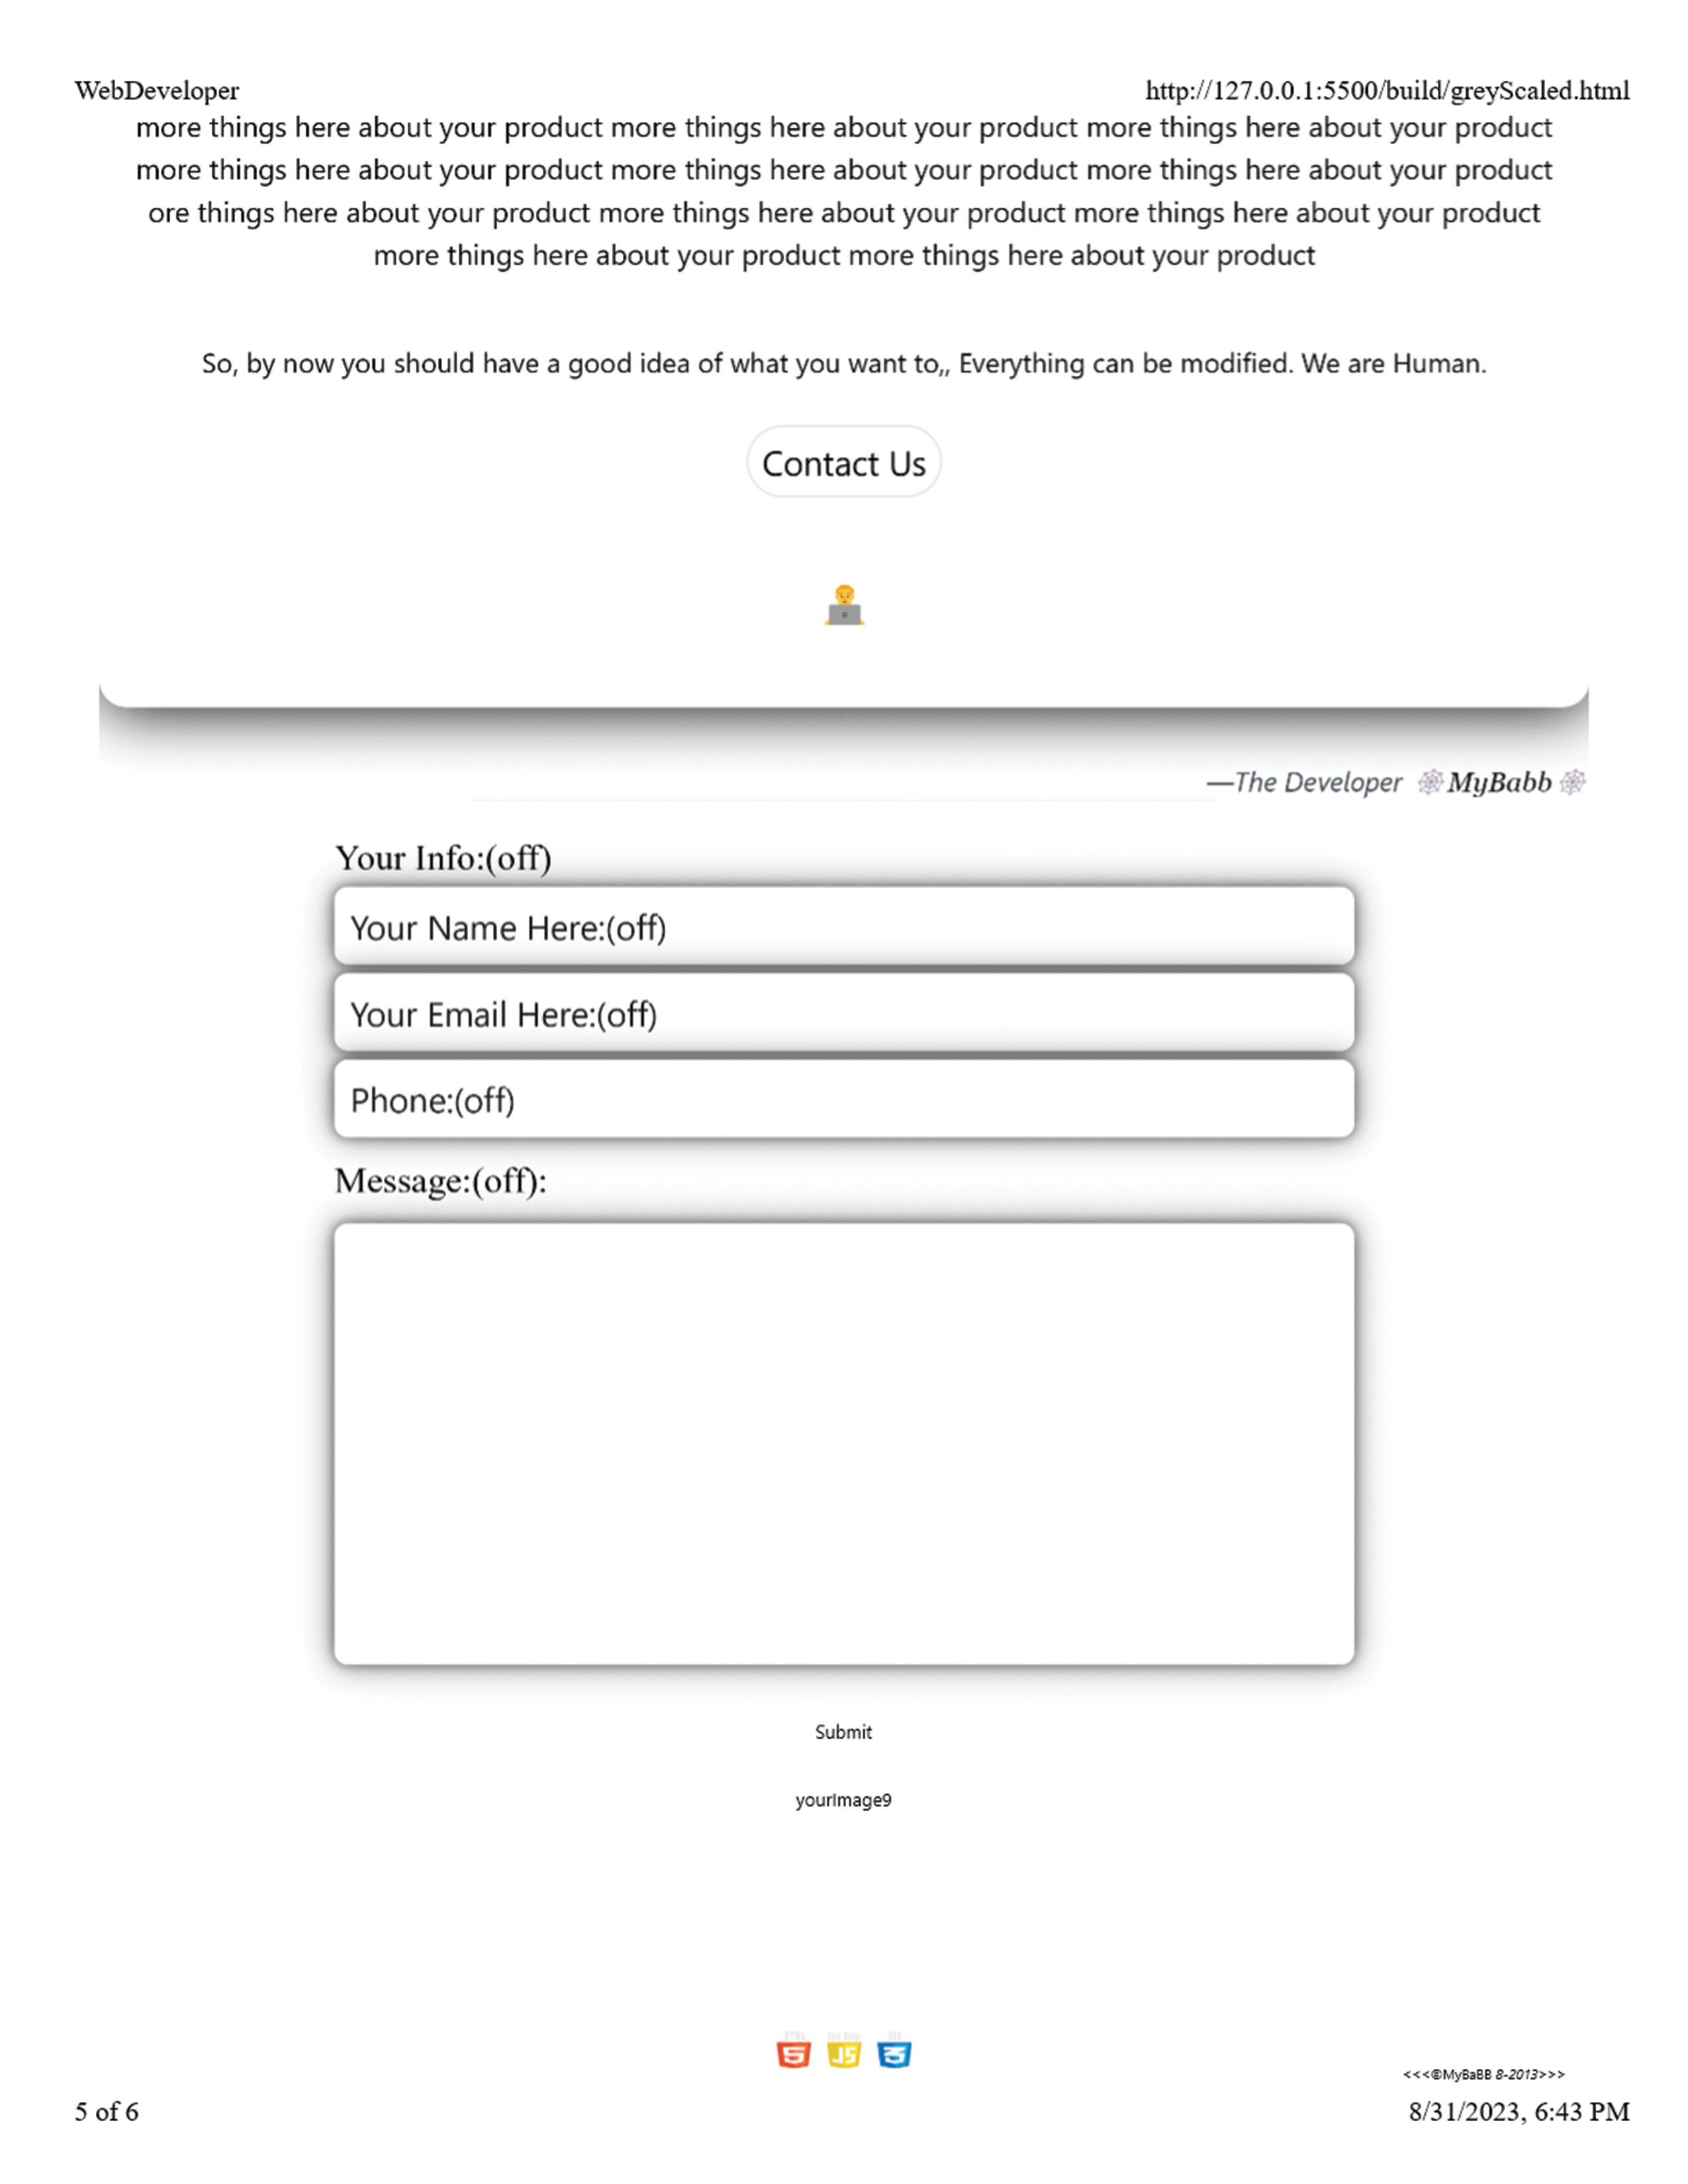 WebDeveloper http://127.0.0.1:5500/build/greyScaled.html
more things here about your product more things here about your product more things here about your product
more things here about your product more things here about your product more things here about your product
ore things here about your product more things here about your product more things here about your product
more things here about your product more things here about your product
So, by now you should have a good idea of what you want to,, Everything can be modified. We are Human.
Contact Us
—The Developer 🕸MyBabb🕸
Your Info:(off)
Your Name Here:(off)
Your Email Here:(off)
Phone:(off)
Message:(off):
Submit
yourImage9
HTML
5 JS 3
<<<©MyBaBB 8-2013>>>
5 of 6 8/31/2023, 6:43 PM